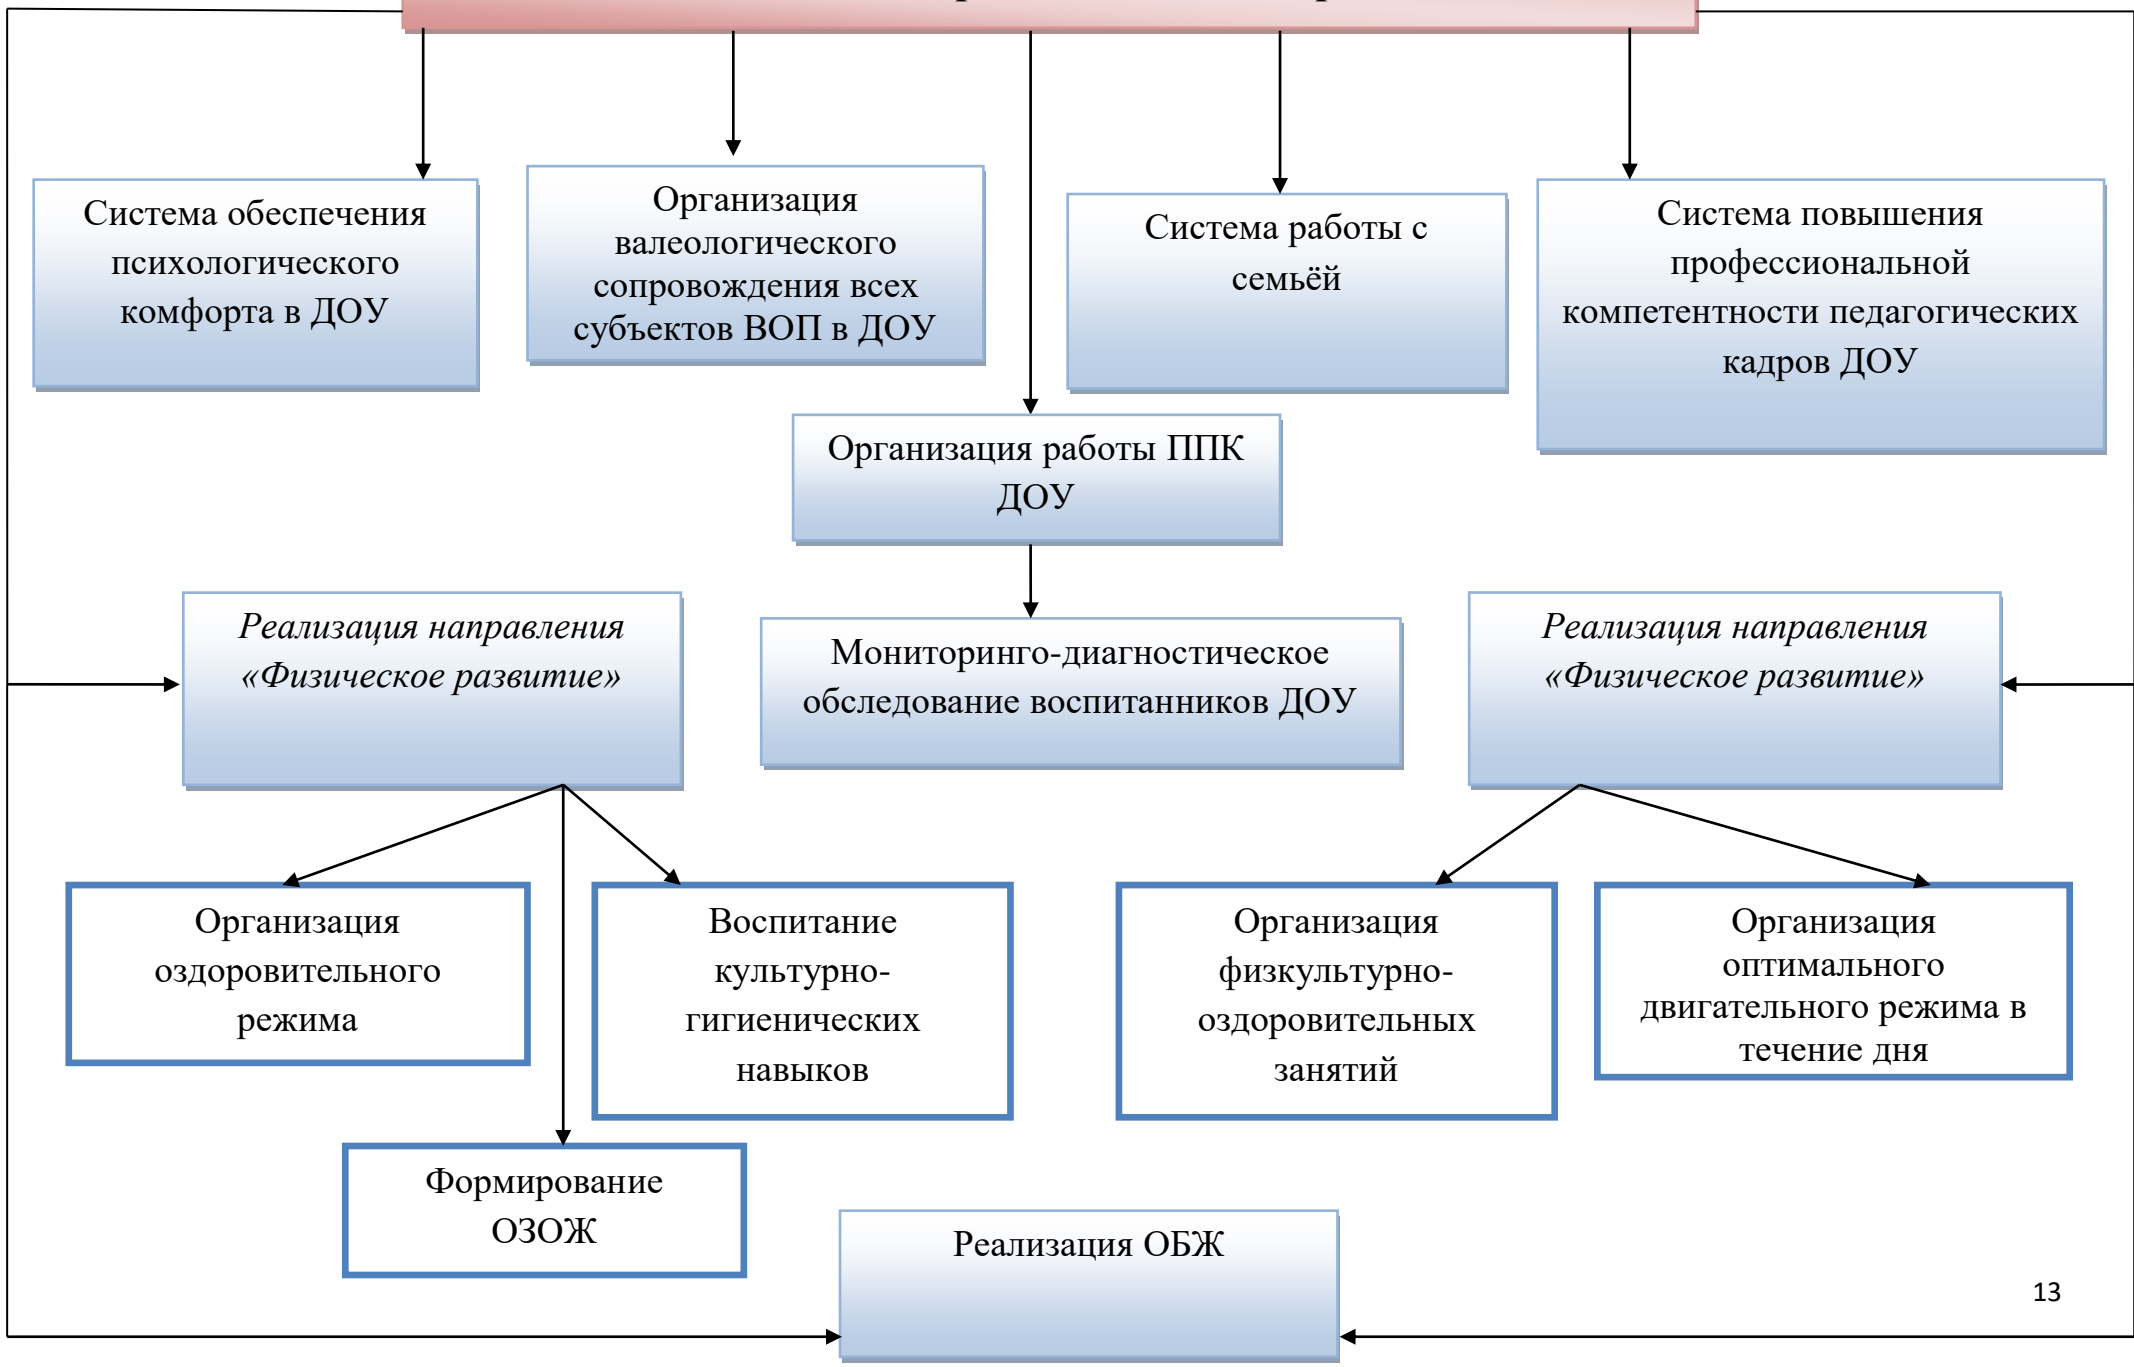 Система обеспечения
психологического
комфорта в ДОУ
Организация
валеологического
сопровождения всех
субъектов ВОП в ДОУ
Система работы с
семьёй
Система повышения
профессиональной
компетентности педагогических
кадров ДОУ
Организация работы ППК
ДОУ
Реализация направления
«Физическое развитие»
Мониторинго-диагностическое
обследование воспитанников ДОУ
Реализация направления
«Физическое развитие»
Организация
оздоровительного
режима
Воспитание
культурно-
гигиенических
навыков
Организация
физкультурно-
оздоровительных
занятий
Организация
оптимального
двигательного режима в
течение дня
Формирование
ОЗОЖ
Реализация ОБЖ
13